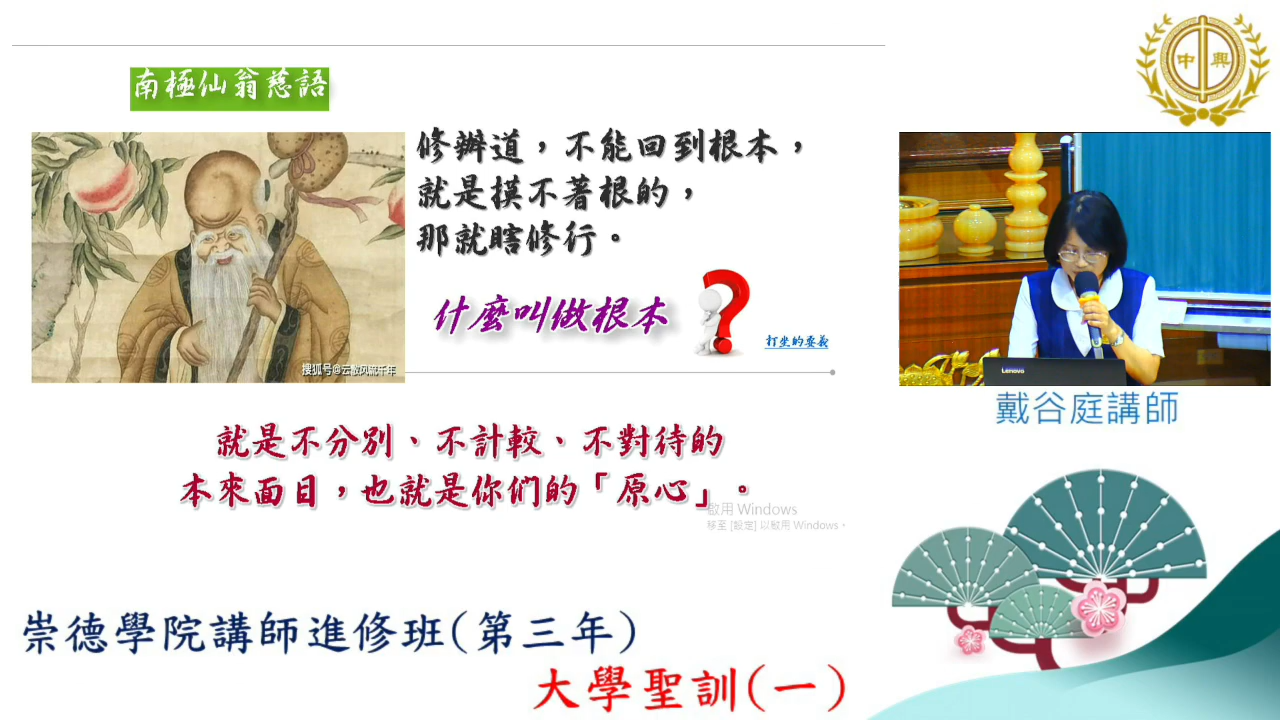 南極仙翁慈語
修辦道，不能回到根本，
就是摸不著根的，
那就瞎修行。
什麼叫做根本
打坐的要義
搜狐号@云散风流千年
就是不分別、不計較、不對待的
本來面目，也就是你們的「原心」。
啟用 Windows
移至 [設定] 以啟用 Windows。
中興
Lenovo
戴谷庭講師
崇德學院講師進修班(第三年)
大學聖訓(一)